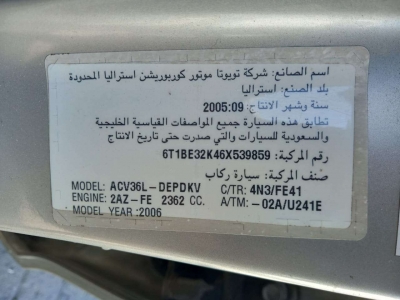 اسم الصانع: شركة تويوتا موتور كوربوريشن استراليا المحدودة
بلد الصنع: استراليا
سنة وشهر الانتاج: 2005:09
تطابق هذه السيارة جميع المواصفات القياسية الخليجية
والسعودية للسيارات والتي صدرت حتى تاريخ الانتاج
رقم المركبة: 6T1BE32K46X539859
صنف المركبة: سيارة ركاب
MODEL: ACV36L-DEPDKV C/TR: 4N3/FE41
ENGINE: 2AZ-FE 2362 CC. A/TM: -02A/U241E
MODEL YEAR: 2006